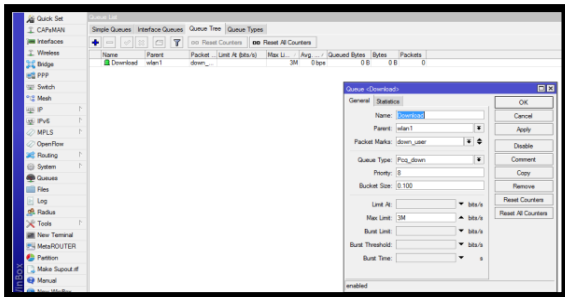 Quick Set
CAPsMAN
Interfaces
Wireless
Bridge
PPP
Switch
Mesh
IP
IPv6
MPLS
OpenFlow
Routing
System
Queues
Files
Log
Radius
Tools
New Terminal
MetaROUTER
Partition
Make Supout.rif
Manual
New WinBox
WinBox
Queue List
Simple Queues Interface Queues Queue Tree Queue Types
Reset Counters 00 Reset All Counters
Name Parent Packet ... Limit At (bits/s) Max Li... Avg. ... Queued Bytes Bytes Packets
Download wlan1 down_... 3M 0 bps 0 B 0 B 0
Queue <Download>
General Statistics
Name: Download
Parent: wlan1
Packet Marks: down_user
Queue Type: Pcq_down
Priority: 8
Bucket Size: 0.100
Limit At: bits/s
Max Limit: 3M bits/s
Burst Limit: bits/s
Burst Threshold: bits/s
Burst Time: s
OK
Cancel
Apply
Disable
Comment
Copy
Remove
Reset Counters
Reset All Counters
enabled